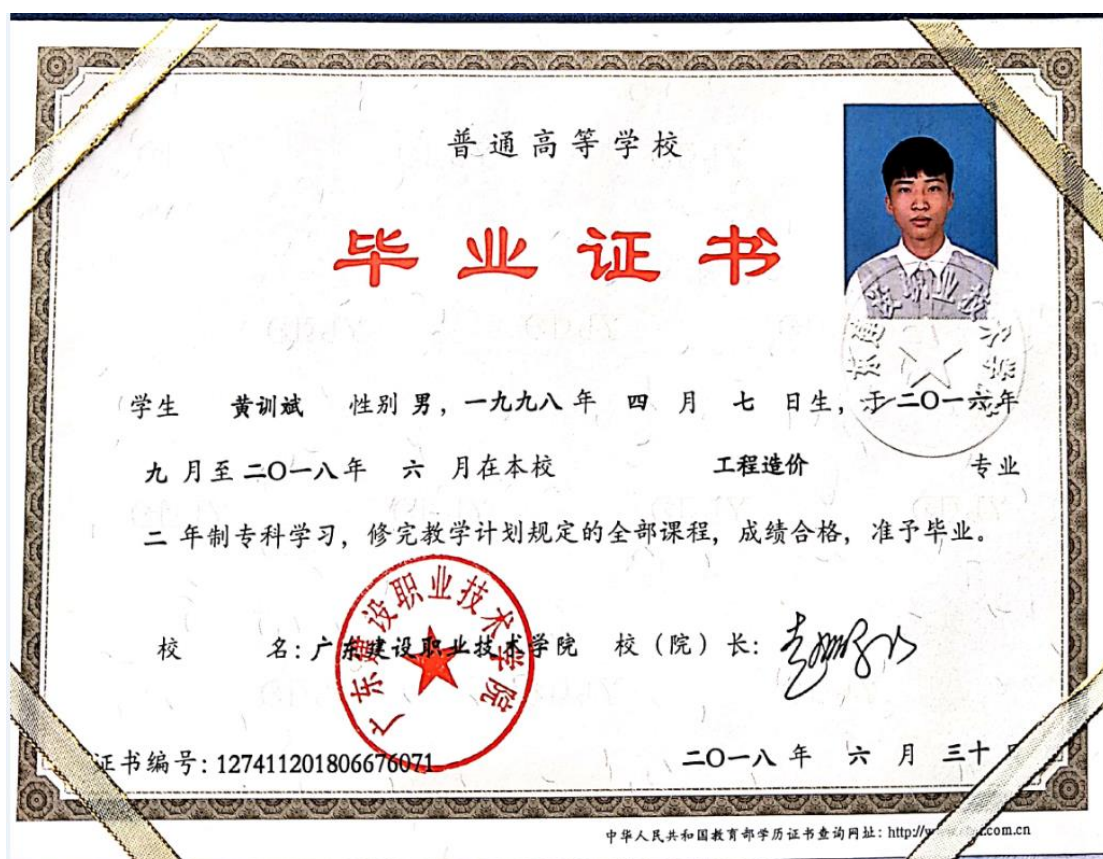 普通高等学校
毕业证书
学生 黄训斌 性别 男，一九九八 年 四 月 七 日生，于 二〇一六年
九 月至 二〇一八年 六 月在本校 工程造价 专业
二 年制专科学习，修完教学计划规定的全部课程，成绩合格，准予毕业。
校 名：广东建设职业技术学院 校（院）长：
广东建设职业技术学院
证书编号：127411201806676071
二〇一八 年 六 月 三十
中华人民共和国教育部学历证书查询网址：http://w .com.cn